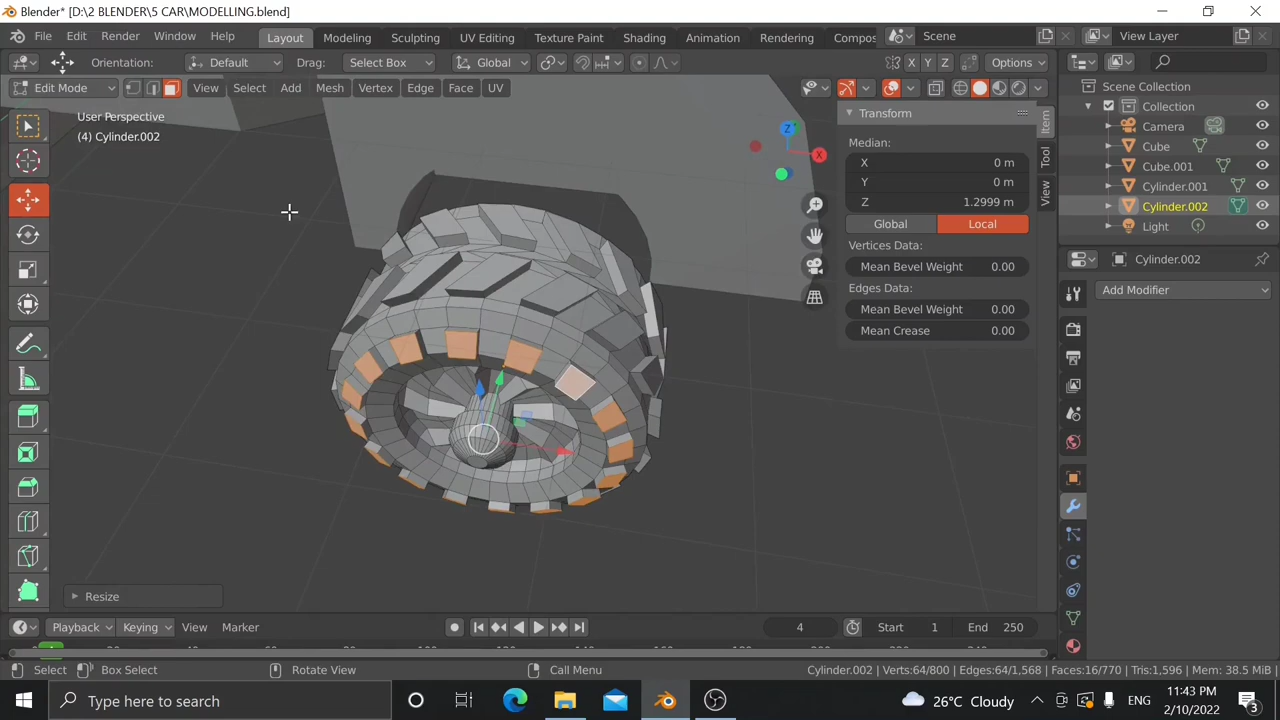 Blender* [D:\2 BLENDER\5 CAR\MODELLING.blend]
File Edit Render Window Help Layout Modeling Sculpting UV Editing Texture Paint Shading Animation Rendering Compos Scene View Layer
Orientation: Default Drag: Select Box Global X Y Z Options
Edit Mode View Select Add Mesh Vertex Edge Face UV
User Perspective
(4) Cylinder.002
Z
X
Transform
Median:
X 0 m
Y 0 m
Z 1.2999 m
Global Local
Vertices Data:
Mean Bevel Weight 0.00
Edges Data:
Mean Bevel Weight 0.00
Mean Crease 0.00
Item
Tool
View
Scene Collection
Collection
Camera
Cube
Cube.001
Cylinder.001
Cylinder.002
Light
Cylinder.002
Add Modifier
Resize
Playback Keying View Marker 4 Start 1 End 250
Select Box Select Rotate View Call Menu Cylinder.002 | Verts:64/800 | Edges:64/1,568 | Faces:16/770 | Tris:1,596 | Mem: 38.5 MiB
Type here to search 26°C Cloudy ENG 11:43 PM 2/10/2022 3